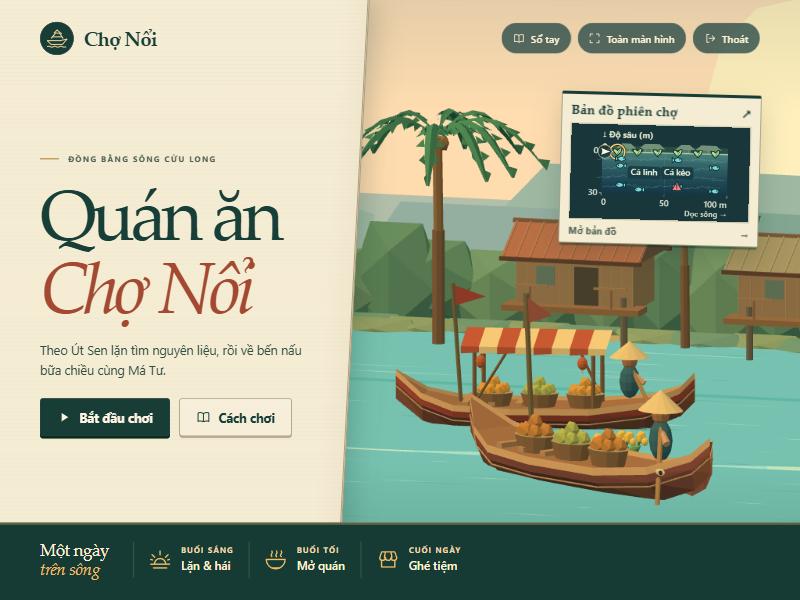 Chợ Nổi
Sổ tay
Toàn màn hình
Thoát
Bản đồ phiên chợ
↗
↓ Độ sâu (m)
0
Cá linh
Cá kèo
30
0
50
100 m
Dọc sông →
Mở bản đồ
→
ĐỒNG BẰNG SÔNG CỬU LONG
Quán ăn
Chợ Nổi
Theo Út Sen lặn tìm nguyên liệu, rồi về bến nấu
bữa chiều cùng Má Tư.
Bắt đầu chơi
Cách chơi
Một ngày
trên sông
BUỔI SÁNG
Lặn & hái
BUỔI TỐI
Mở quán
CUỐI NGÀY
Ghé tiệm